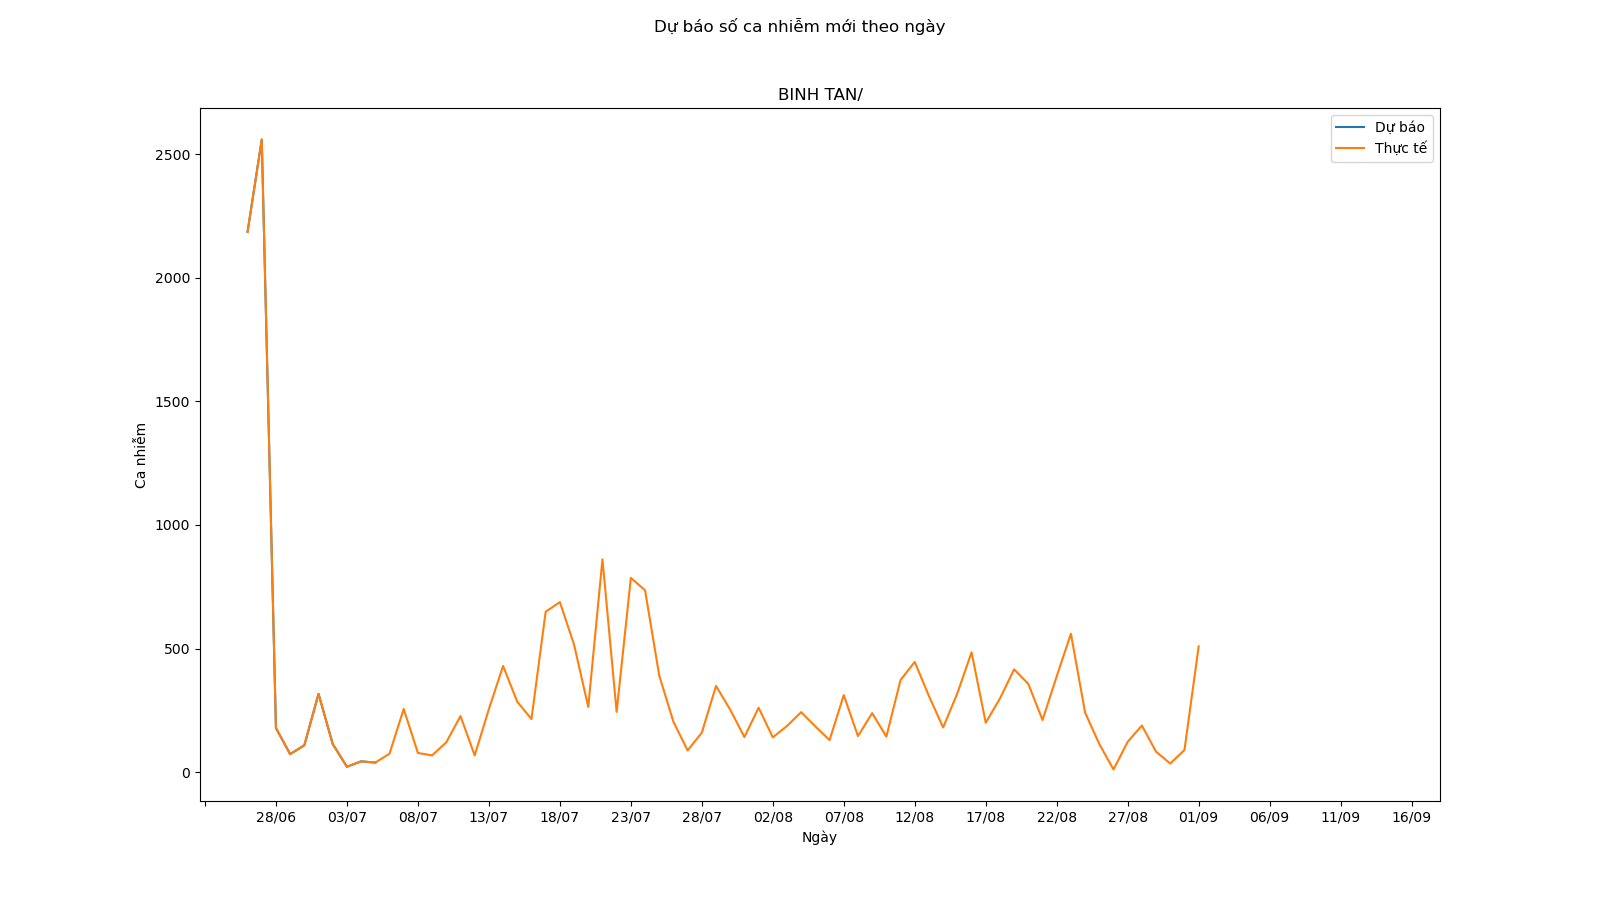 Dự báo số ca nhiễm mới theo ngày
BINH TAN/
Dự báo
Thực tế
2500
2000
1500
1000
500
0
Ca nhiễm
28/06 03/07 08/07 13/07 18/07 23/07 28/07 02/08 07/08 12/08 17/08 22/08 27/08 01/09 06/09 11/09 16/09
Ngày